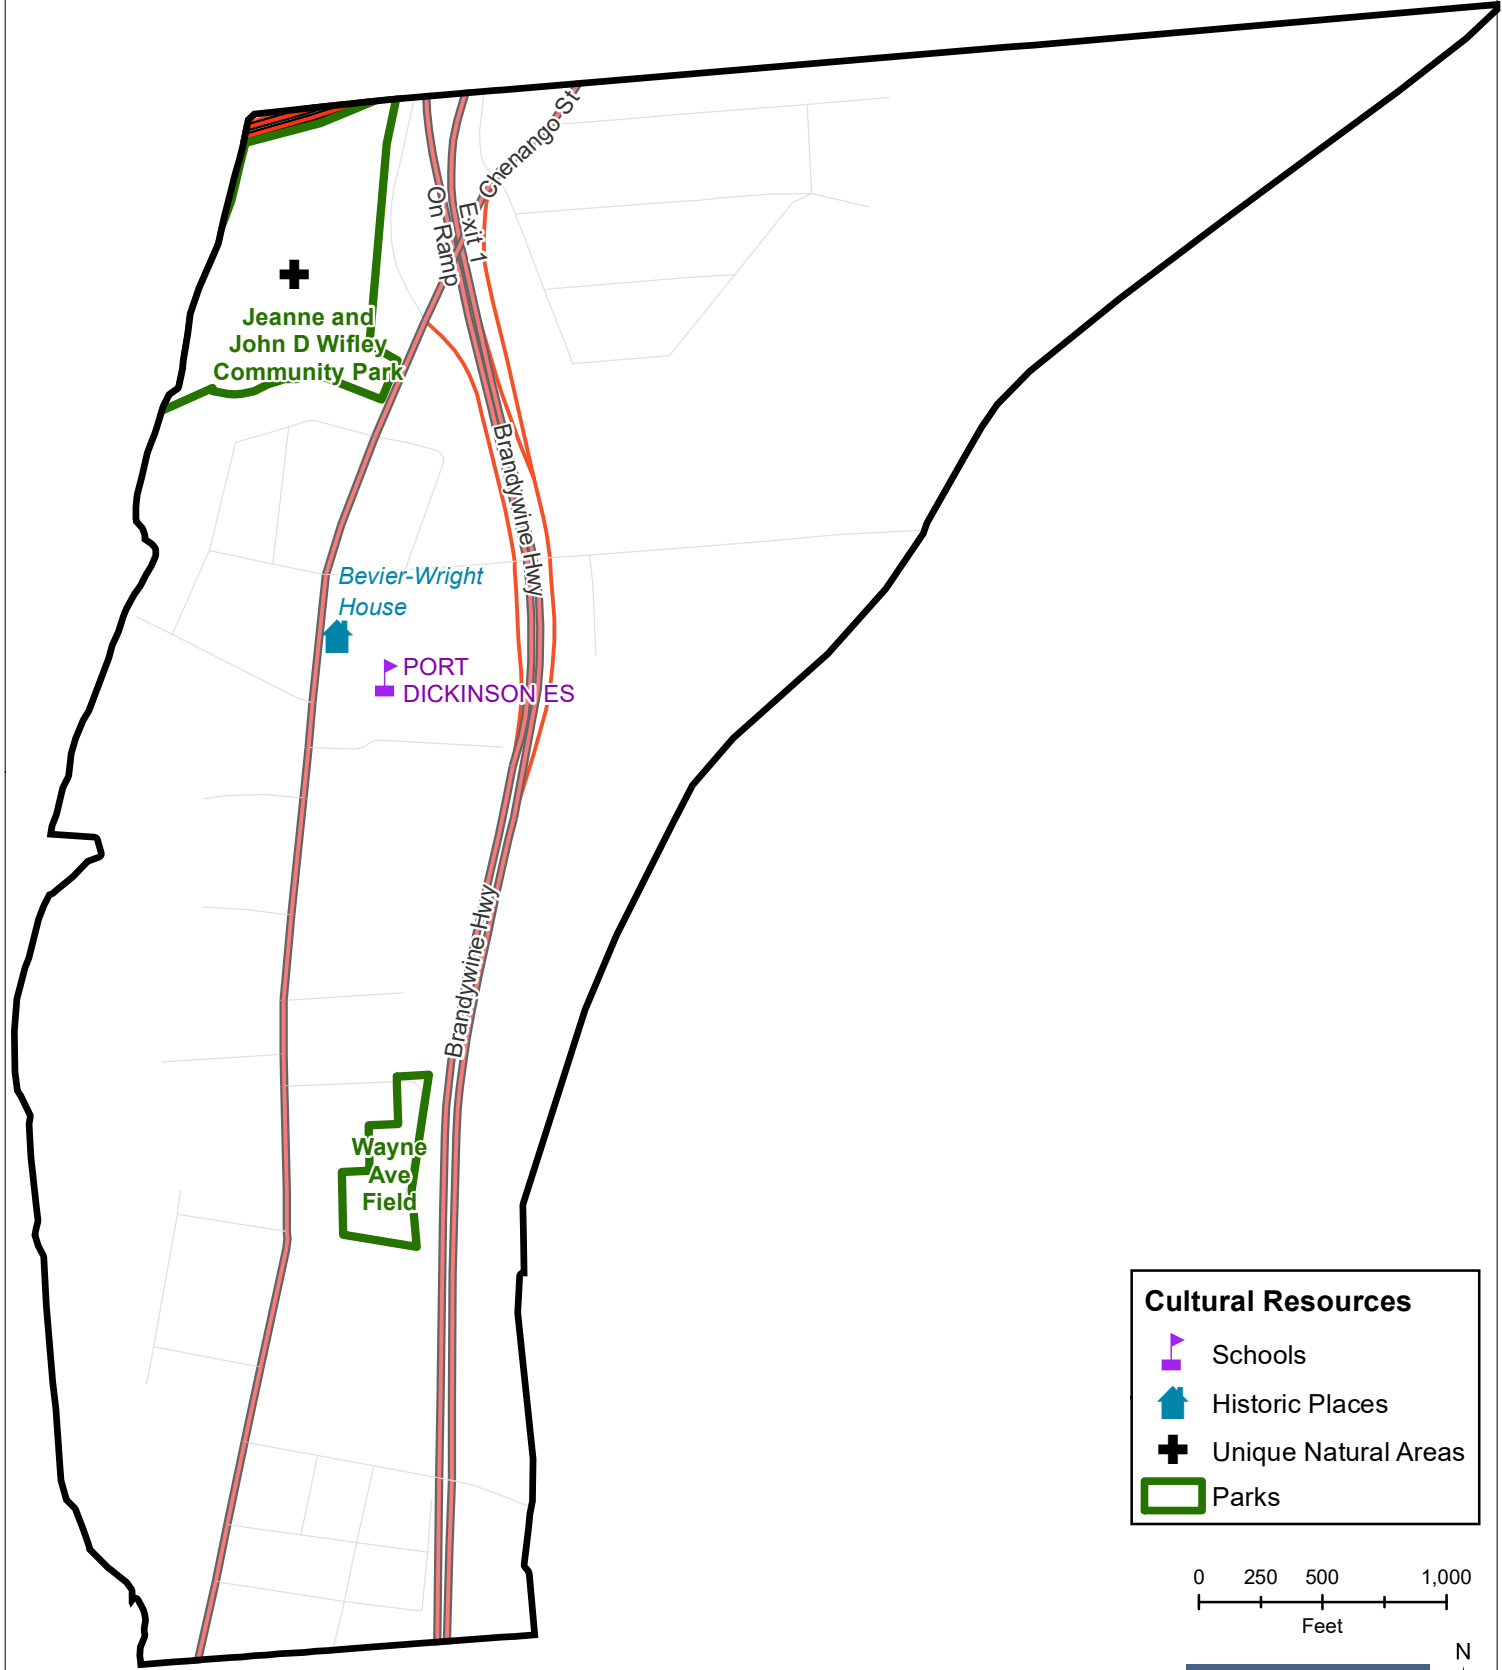 Chenango St
On Ramp
Exit 1
Jeanne and
John D Wifley
Community Park
Brandywine Hwy
Bevier-Wright
House
PORT
DICKINSON ES
Brandywine Hwy
Wayne
Ave
Field
Cultural Resources
Schools
Historic Places
Unique Natural Areas
Parks
0 250 500 1,000
Feet
N